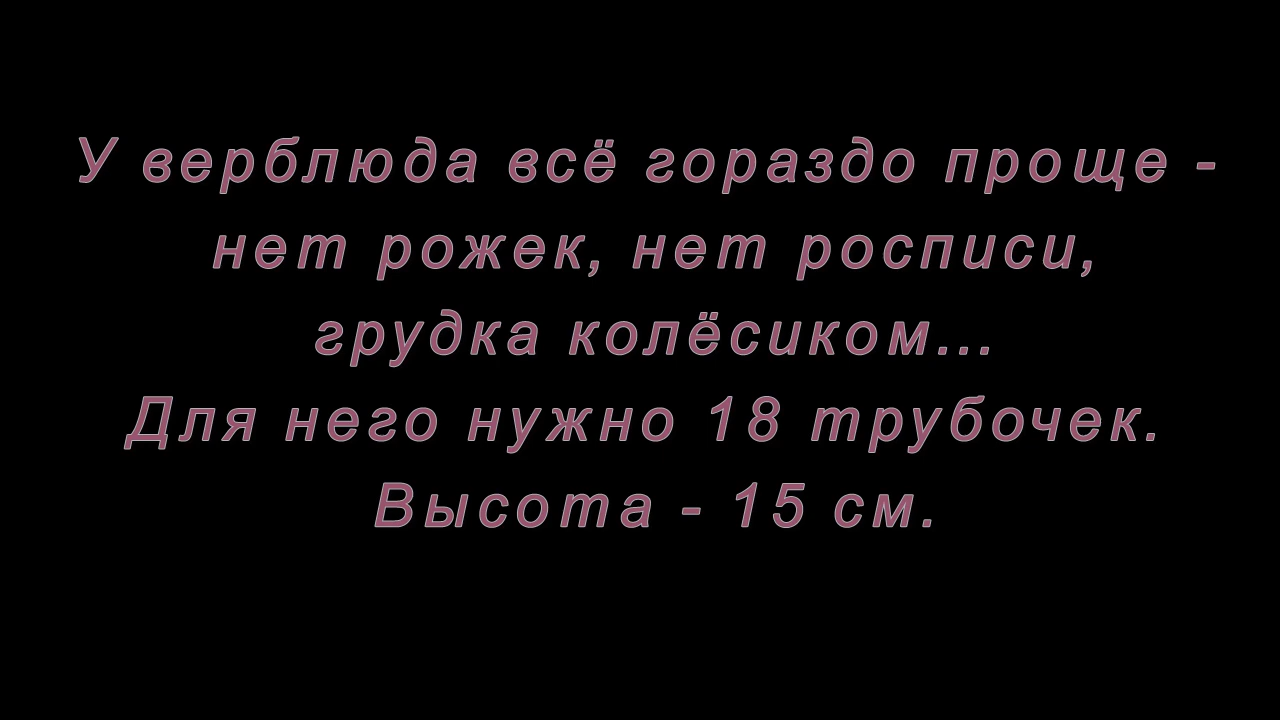 У верблюда всё гораздо проще -
нет рожек, нет росписи,
грудка колёсиком...
Для него нужно 18 трубочек.
Высота - 15 см.